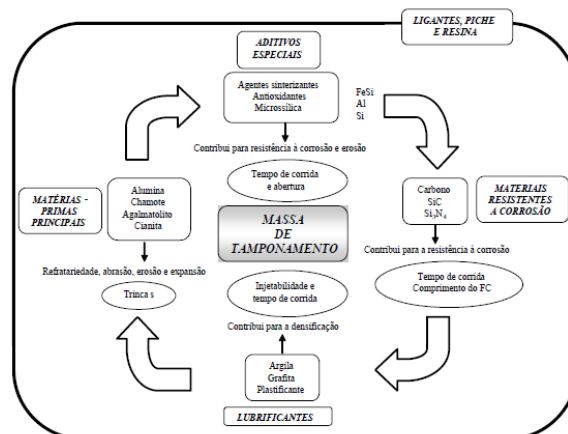 LIGANTES, PICHE
E RESINA
ADITIVOS
ESPECIAIS
Agentes sinterizantes
Antioxidantes
Microssílica
FeSi
Al
Si
Contribui para resistência à corrosão e erosão
Tempo de corrida
e abertura
MATÉRIAS -
PRIMAS
PRINCIPAIS
Alumina
Chamote
Agalmatolito
Cianita
Refratariedade, abrasão, erosão e expansão
Trinca s
MASSA
DE
TAMPONAMENTO
Carbono
SiC
Si₃N₄
MATERIAIS
RESISTENTES
A CORROSÃO
Contribui para a resistência à corrosão
Tempo de corrida
Comprimento do FC
Injetabilidade e
tempo de corrida
Contribui para a densificação
Argila
Grafita
Plastificante
LUBRIFICANTES